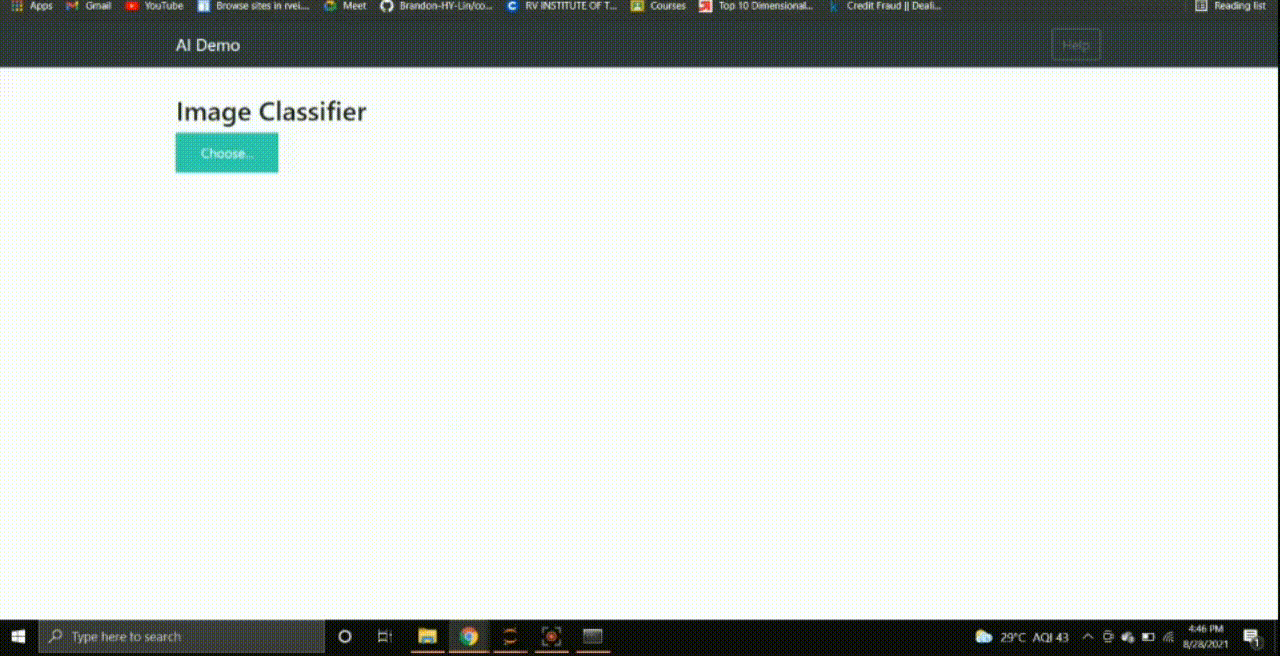 Apps Gmail YouTube Browse sites in rvei... Meet Brandon-HY-Lin/co... RV INSTITUTE OF T... Courses Top 10 Dimensional... Credit Fraud || Deali... Reading list
AI Demo Help
Image Classifier
Choose...
Type here to search 29°C AQI 43 4:46 PM
8/28/2021
1